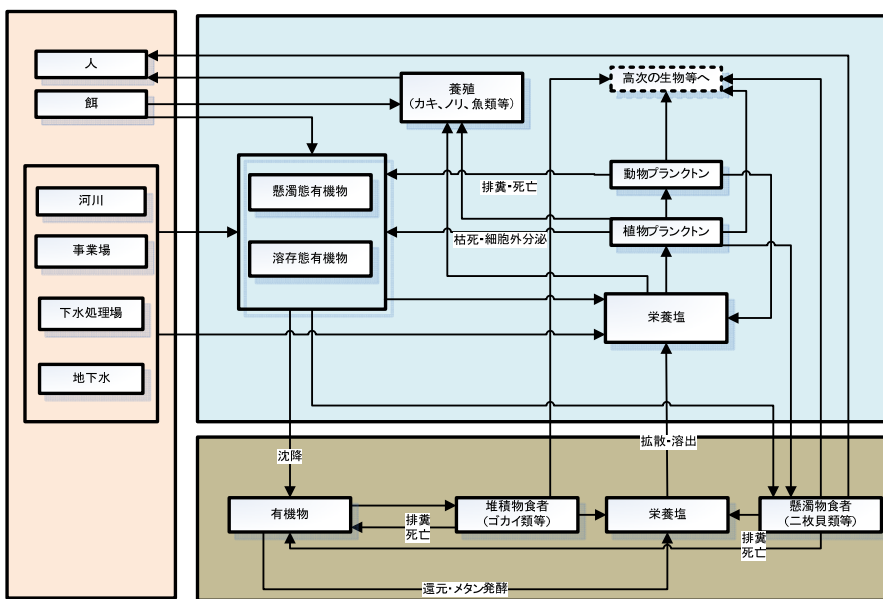 人
餌
河川
事業場
下水処理場
地下水
養殖
(カキ、ノリ、魚類等)
高次の生物等へ
懸濁態有機物
溶存態有機物
排糞・死亡
枯死・細胞外分泌
動物プランクトン
植物プランクトン
栄養塩
沈降
拡散・溶出
有機物
排糞
死亡
堆積物食者
(ゴカイ類等)
栄養塩
懸濁物食者
(二枚貝類等)
排糞
死亡
還元・メタン発酵